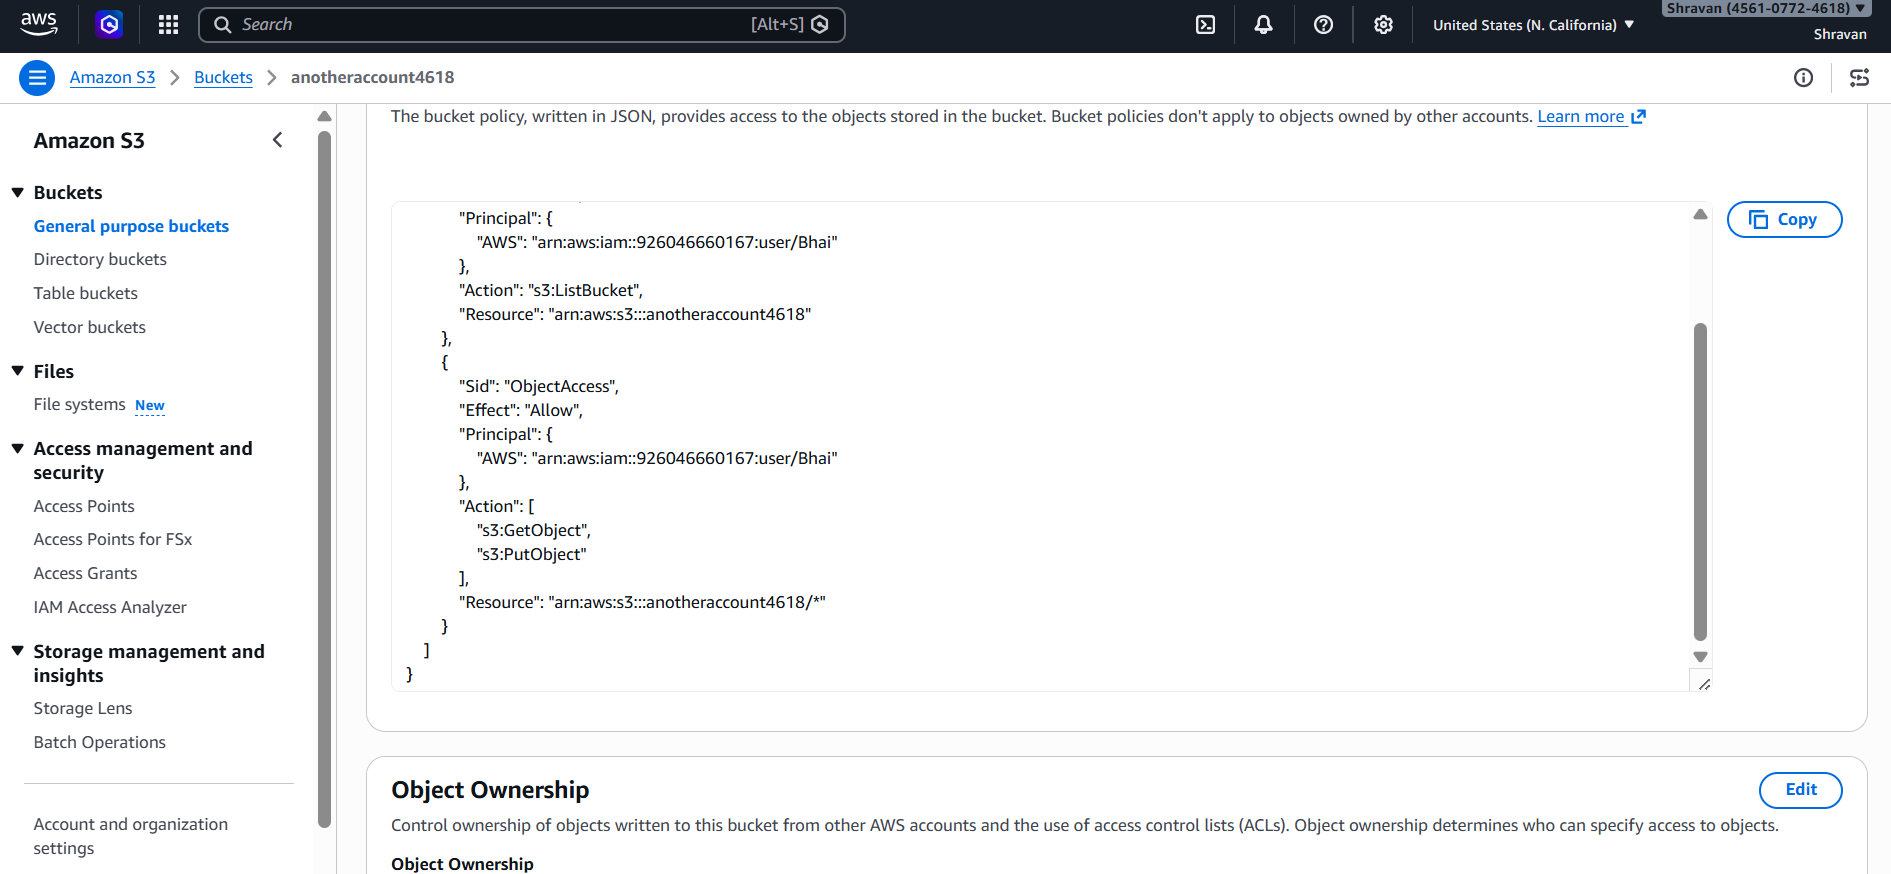 aws
Search
[Alt+S]
United States (N. California)
Shravan (4561-0772-4618)
Shravan
Amazon S3
Buckets
anotheraccount4618
Amazon S3
Buckets
General purpose buckets
Directory buckets
Table buckets
Vector buckets
Files
File systems New
Access management and
security
Access Points
Access Points for FSx
Access Grants
IAM Access Analyzer
Storage management and
insights
Storage Lens
Batch Operations
Account and organization
settings
The bucket policy, written in JSON, provides access to the objects stored in the bucket. Bucket policies don't apply to objects owned by other accounts. Learn more
Copy
"Principal": {
"AWS": "arn:aws:iam::926046660167:user/Bhai"
},
"Action": "s3:ListBucket",
"Resource": "arn:aws:s3:::anotheraccount4618"
},
{
"Sid": "ObjectAccess",
"Effect": "Allow",
"Principal": {
"AWS": "arn:aws:iam::926046660167:user/Bhai"
},
"Action": [
"s3:GetObject",
"s3:PutObject"
],
"Resource": "arn:aws:s3:::anotheraccount4618/*"
}
]
}
Object Ownership
Edit
Control ownership of objects written to this bucket from other AWS accounts and the use of access control lists (ACLs). Object ownership determines who can specify access to objects.
Object Ownership